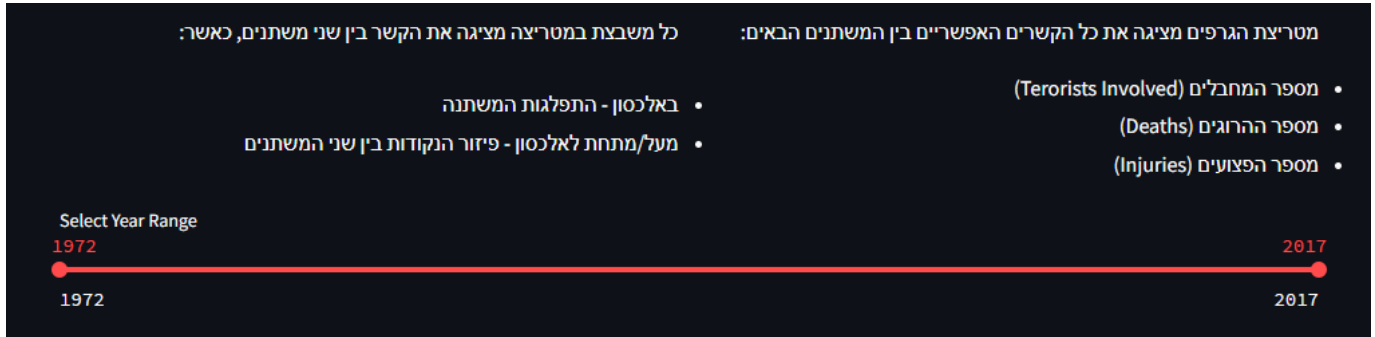 מטריצת הגרפים מציגה את כל הקשרים האפשריים בין המשתנים הבאים:
• מספר המחבלים (Terorists Involved)
• מספר ההרוגים (Deaths)
• מספר הפצועים (Injuries)
כל משבצת במטריצה מציגה את הקשר בין שני משתנים, כאשר:
• באלכסון - התפלגות המשתנה
• מעל/מתחת לאלכסון - פיזור הנקודות בין שני המשתנים
Select Year Range
1972 2017
1972 2017